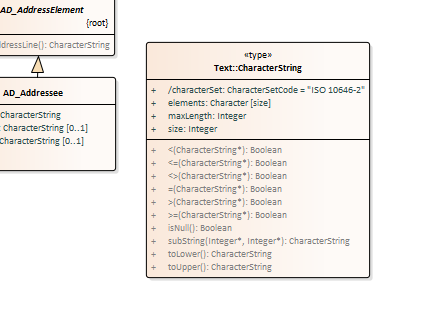 AD_AddressElement
{root}
ddressLine(): CharacterString
AD_Addressee
CharacterString
: CharacterString [0..1]
CharacterString [0..1]
«type»
Text::CharacterString
+ /characterSet: CharacterSetCode = "ISO 10646-2"
+ elements: Character [size]
+ maxLength: Integer
+ size: Integer
+ <(CharacterString*): Boolean
+ <=(CharacterString*): Boolean
+ <>(CharacterString*): Boolean
+ =(CharacterString*): Boolean
+ >(CharacterString*): Boolean
+ >=(CharacterString*): Boolean
+ isNull(): Boolean
+ subString(Integer*, Integer*): CharacterString
+ toLower(): CharacterString
+ toUpper(): CharacterString